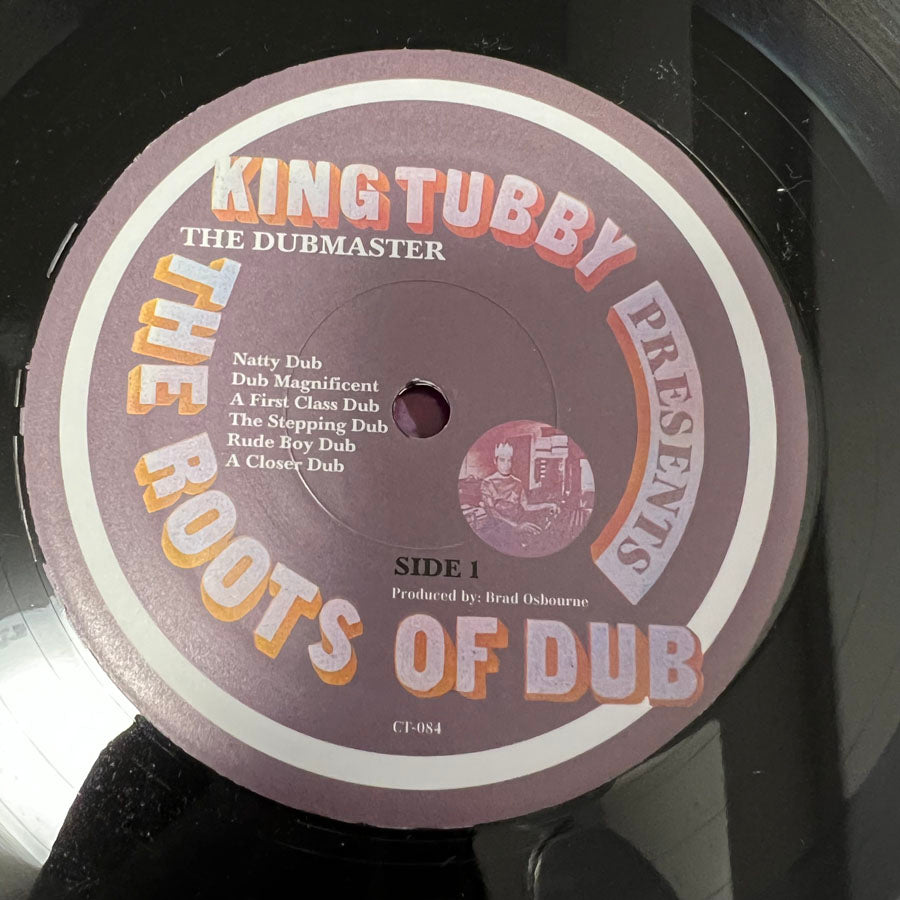 KING TUBBY
PRESENTS
THE ROOTS OF DUB
THE DUBMASTER
Natty Dub
Dub Magnificent
A First Class Dub
The Stepping Dub
Rude Boy Dub
A Closer Dub
SIDE 1
Produced by: Brad Osbourne
CT-084